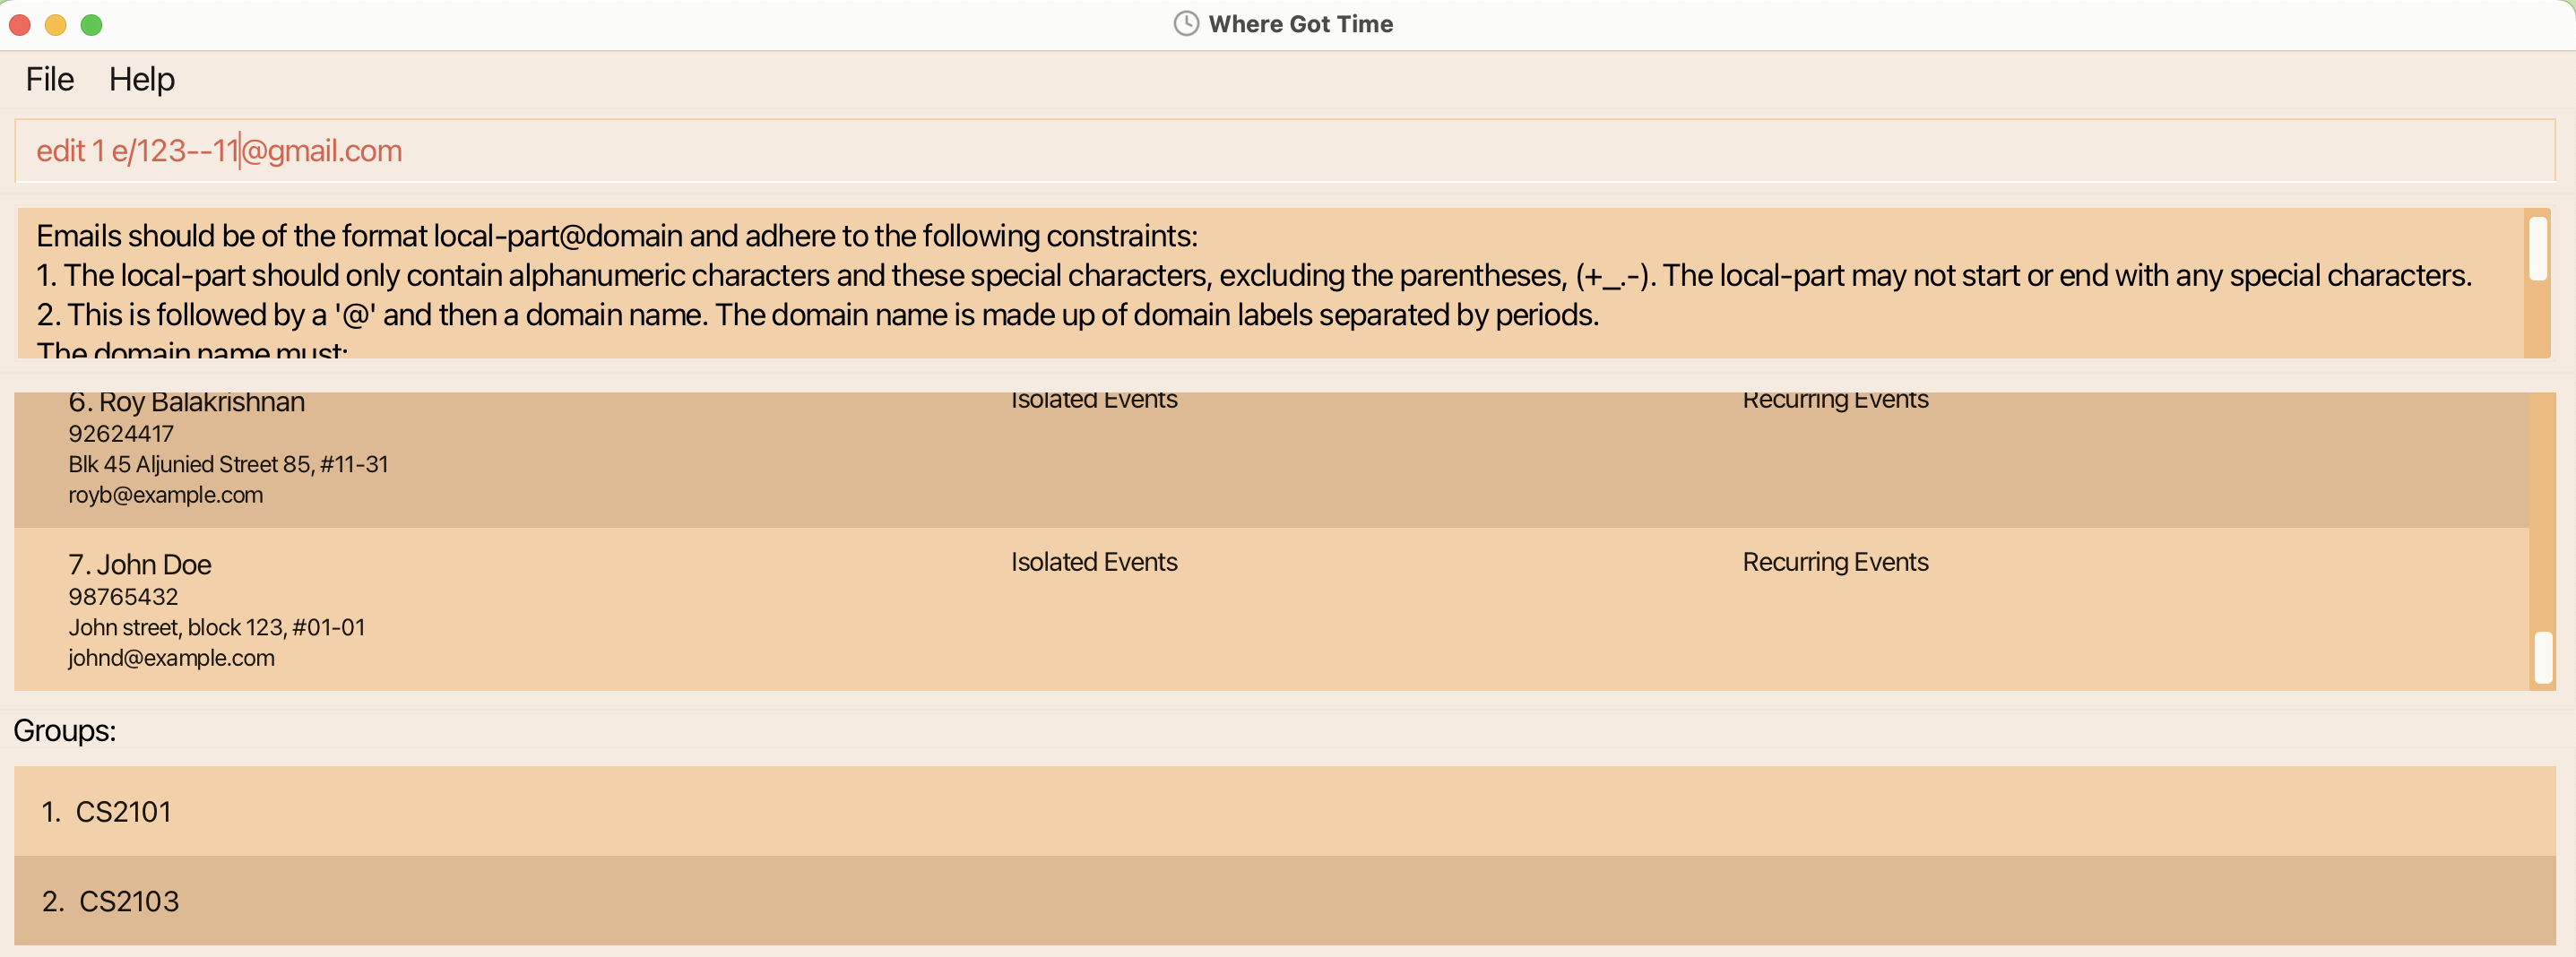 Where Got Time
File Help
edit 1 e/123--11@gmail.com
Emails should be of the format local-part@domain and adhere to the following constraints:
1. The local-part should only contain alphanumeric characters and these special characters, excluding the parentheses, (+_.-). The local-part may not start or end with any special characters.
2. This is followed by a '@' and then a domain name. The domain name is made up of domain labels separated by periods.
The domain name must:
6. Roy Balakrishnan Isolated Events Recurring Events
92624417
Blk 45 Aljunied Street 85, #11-31
royb@example.com
7. John Doe Isolated Events Recurring Events
98765432
John street, block 123, #01-01
johnd@example.com
Groups:
1. CS2101
2. CS2103